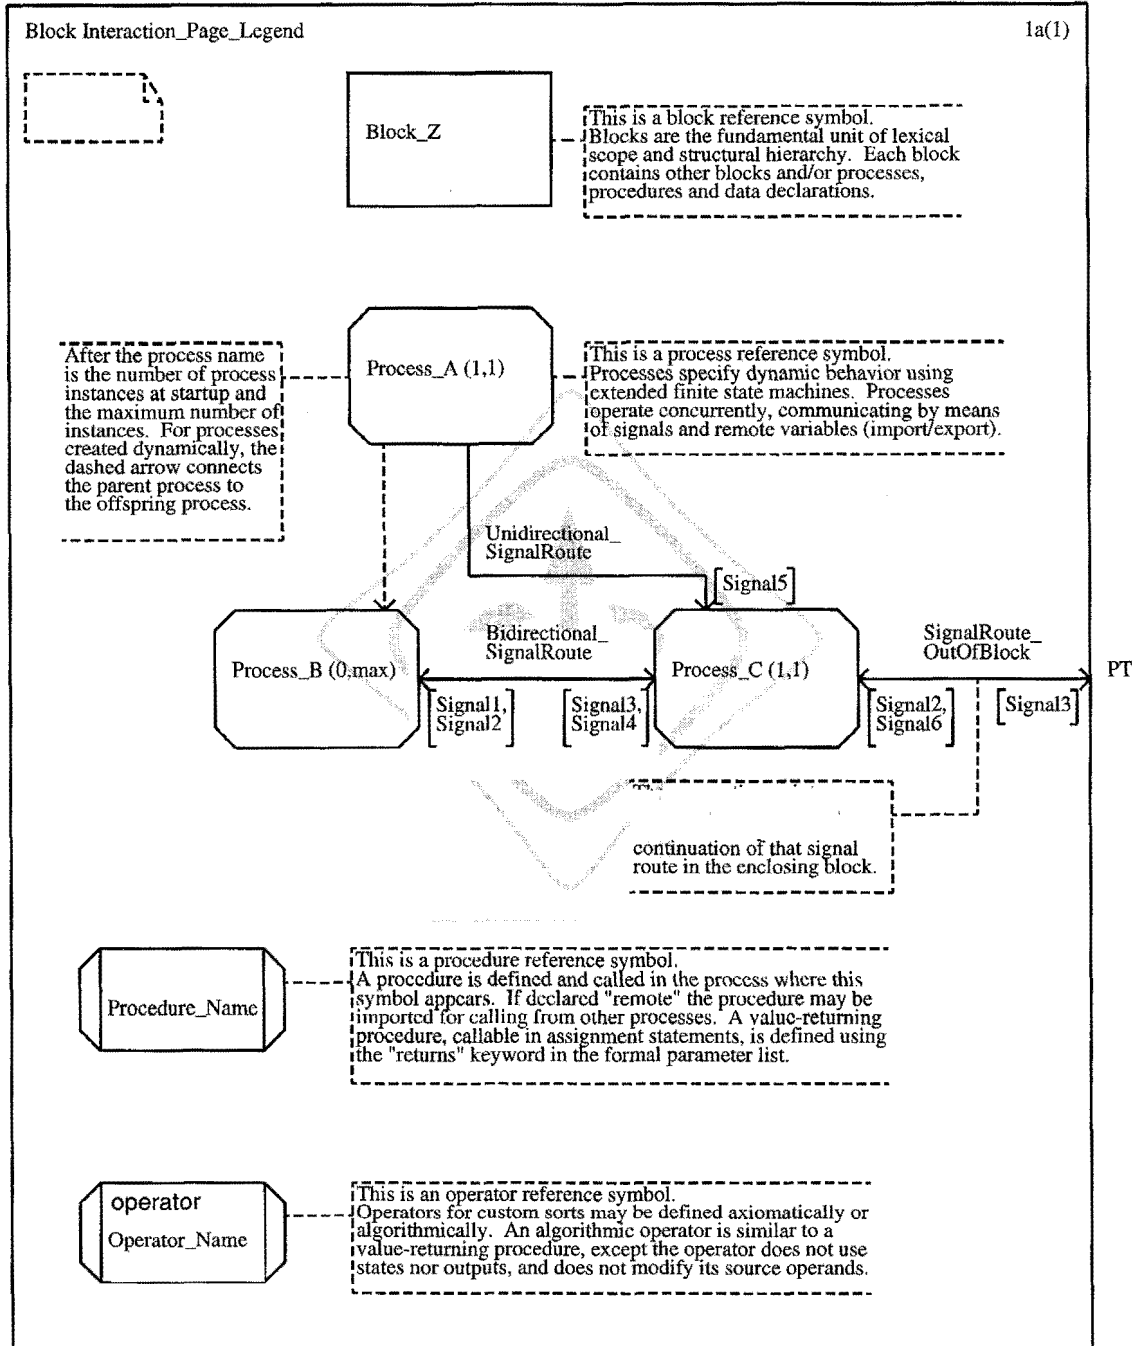 Block Interaction_Page_Legend
1a(1)
Block_Z
This is a block reference symbol.
Blocks are the fundamental unit of lexical
scope and structural hierarchy. Each block
contains other blocks and/or processes,
procedures and data declarations.
After the process name
is the number of process
instances at startup and
the maximum number of
instances. For processes
created dynamically, the
dashed arrow connects
the parent process to
the offspring process.
Process_A (1,1)
This is a process reference symbol.
Processes specify dynamic behavior using
extended finite state machines. Processes
operate concurrently, communicating by means
of signals and remote variables (import/export).
Unidirectional_
SignalRoute
[Signal5]
Process_B (0,max)
Bidirectional_
SignalRoute
Process_C (1,1)
SignalRoute_
OutOfBlock
PT
[Signal1,
Signal2]
[Signal3,
Signal4]
[Signal2,
Signal6]
[Signal3]
continuation of that signal
route in the enclosing block.
Procedure_Name
This is a procedure reference symbol.
A procedure is defined and called in the process where this
symbol appears. If declared "remote" the procedure may be
imported for calling from other processes. A value-returning
procedure, callable in assignment statements, is defined using
the "returns" keyword in the formal parameter list.
operator
Operator_Name
This is an operator reference symbol.
Operators for custom sorts may be defined axiomatically or
algorithmically. An algorithmic operator is similar to a
value-returning procedure, except the operator does not use
states nor outputs, and does not modify its source operands.